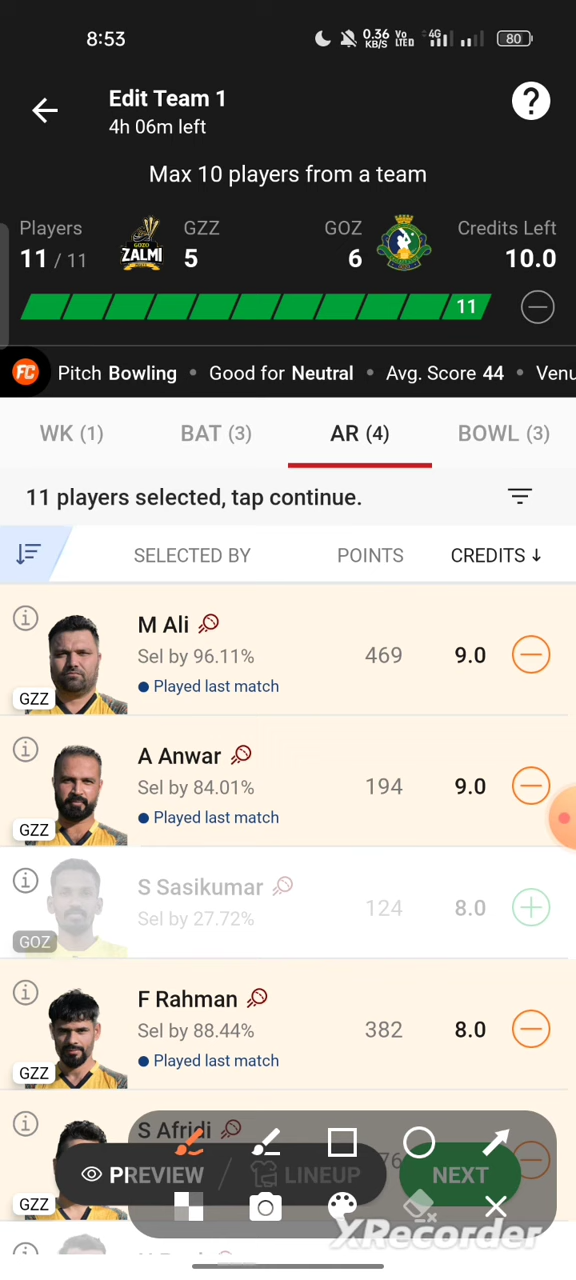 8:53
0.36
KB/S
Vo
LTED
4G
80
Edit Team 1
4h 06m left
?
Max 10 players from a team
Players
11 / 11
ZALMI
GZZ
5
GOZ
6
Credits Left
10.0
11
FC
Pitch Bowling • Good for Neutral • Avg. Score 44 • Venu
WK (1)
BAT (3)
AR (4)
BOWL (3)
11 players selected, tap continue.
SELECTED BY
POINTS
CREDITS ↓
M Ali
Sel by 96.11%
469
9.0
Played last match
GZZ
A Anwar
Sel by 84.01%
194
9.0
Played last match
GZZ
S Sasikumar
Sel by 27.72%
124
8.0
GOZ
F Rahman
Sel by 88.44%
382
8.0
Played last match
GZZ
S Afridi
GZZ
PREVIEW
LINEUP
NEXT
XRecorder